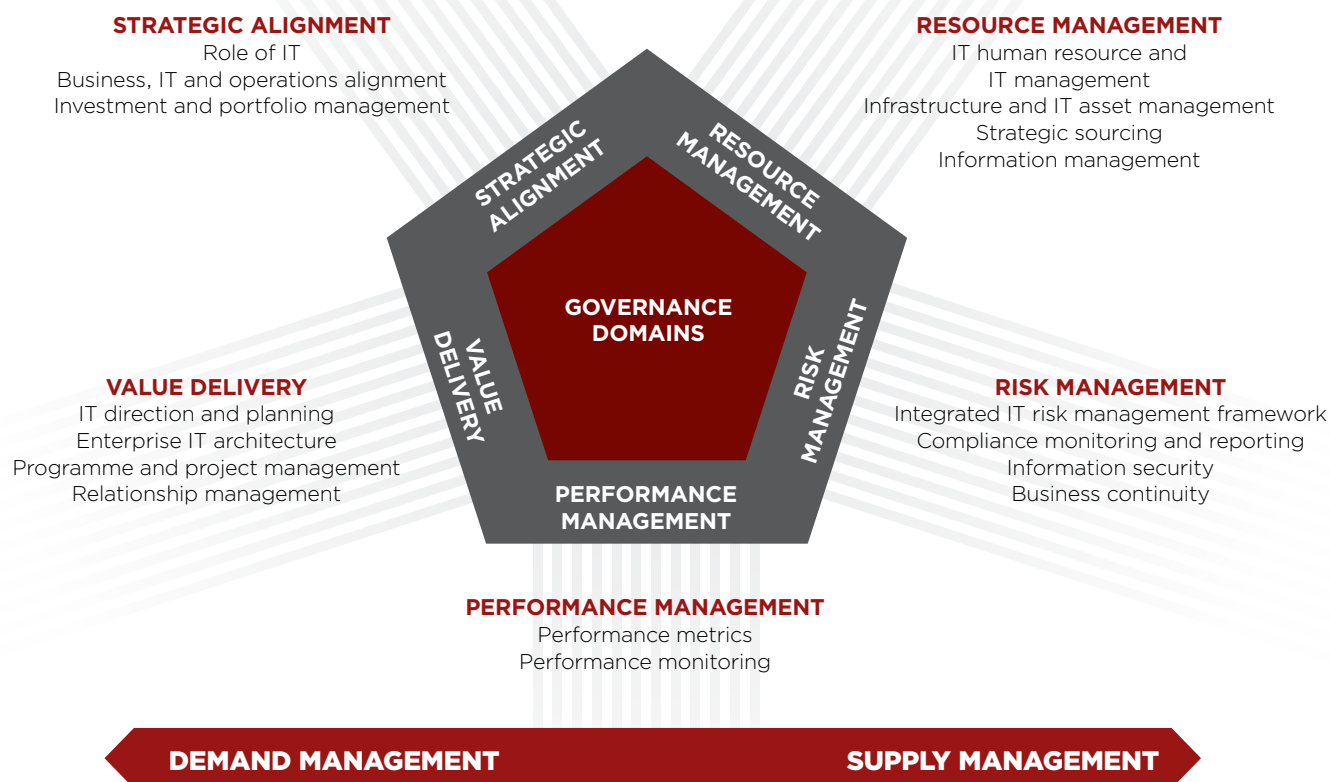 STRATEGIC ALIGNMENT
Role of IT
Business, IT and operations alignment
Investment and portfolio management
RESOURCE MANAGEMENT
IT human resource and
IT management
Infrastructure and IT asset management
Strategic sourcing
Information management
STRATEGIC
ALIGNMENT
RESOURCE
MANAGEMENT
GOVERNANCE
DOMAINS
VALUE
DELIVERY
RISK
MANAGEMENT
PERFORMANCE
MANAGEMENT
VALUE DELIVERY
IT direction and planning
Enterprise IT architecture
Programme and project management
Relationship management
RISK MANAGEMENT
Integrated IT risk management framework
Compliance monitoring and reporting
Information security
Business continuity
PERFORMANCE MANAGEMENT
Performance metrics
Performance monitoring
DEMAND MANAGEMENT
SUPPLY MANAGEMENT